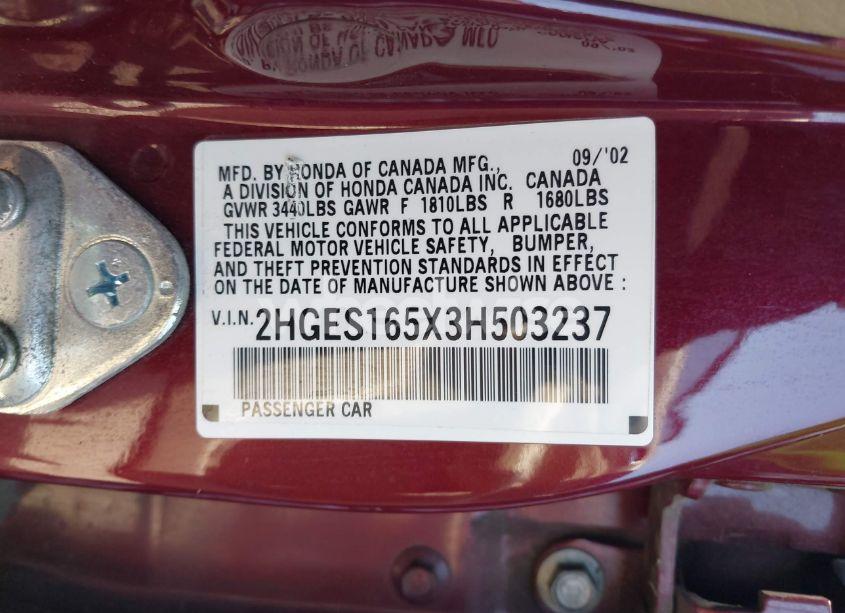 MFD. BY HONDA OF CANADA MFG., 09/'02
A DIVISION OF HONDA CANADA INC. CANADA
GVWR 3440LBS GAWR F 1810LBS R 1680LBS
THIS VEHICLE CONFORMS TO ALL APPLICABLE
FEDERAL MOTOR VEHICLE SAFETY, BUMPER,
AND THEFT PREVENTION STANDARDS IN EFFECT
ON THE DATE OF MANUFACTURE SHOWN ABOVE :
V.I.N. 2HGES165X3H503237
PASSENGER CAR